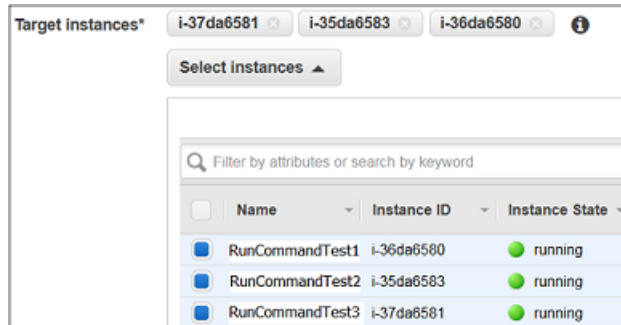 Target instances* i-37da6581 i-35da6583 i-36da6580
Select instances
Filter by attributes or search by keyword
Name Instance ID Instance State
RunCommandTest1 i-36da6580 running
RunCommandTest2 i-35da6583 running
RunCommandTest3 i-37da6581 running